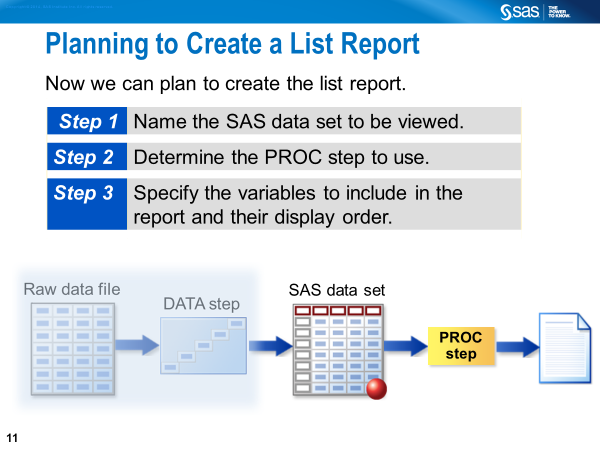 sas
THE
POWER
TO KNOW.
Planning to Create a List Report
Now we can plan to create the list report.
Step 1 Name the SAS data set to be viewed.
Step 2 Determine the PROC step to use.
Step 3 Specify the variables to include in the
report and their display order.
Raw data file
DATA step
SAS data set
PROC
step
11